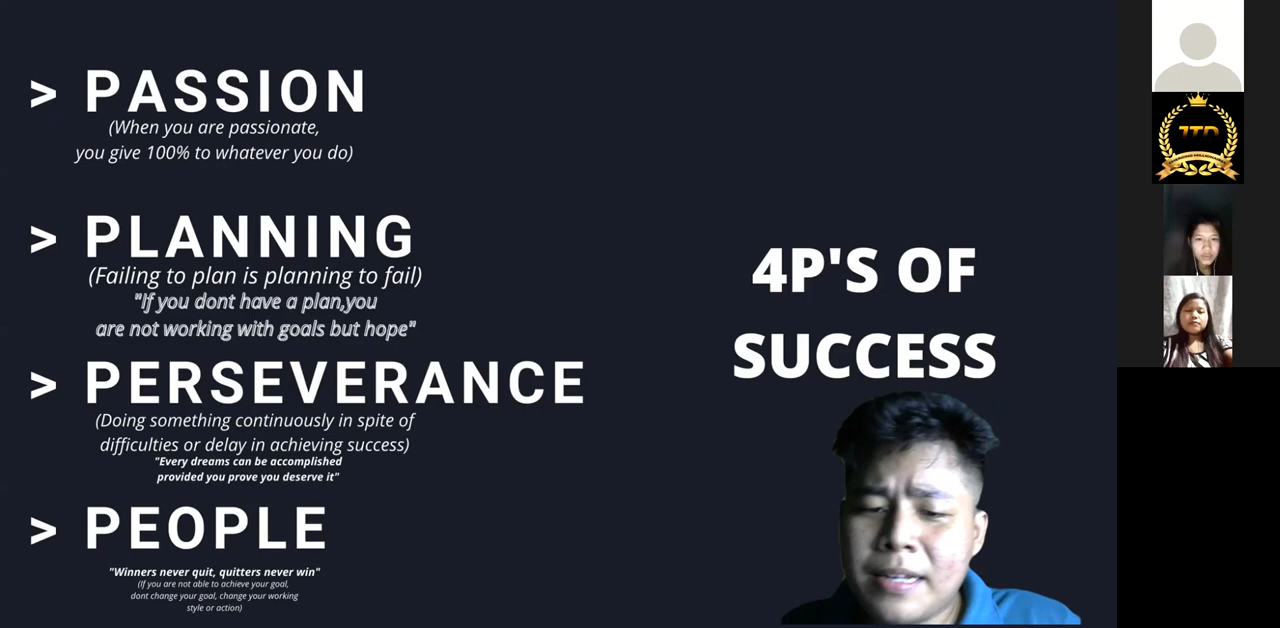 > PASSION
(When you are passionate,
you give 100% to whatever you do)
> PLANNING
(Failing to plan is planning to fail)
"If you dont have a plan,you
are not working with goals but hope"
> PERSEVERANCE
(Doing something continuously in spite of
difficulties or delay in achieving success)
"Every dreams can be accomplished
provided you prove you deserve it"
> PEOPLE
"Winners never quit, quitters never win"
(If you are not able to achieve your goal,
dont change your goal, change your working
style or action)
4P'S OF
SUCCESS